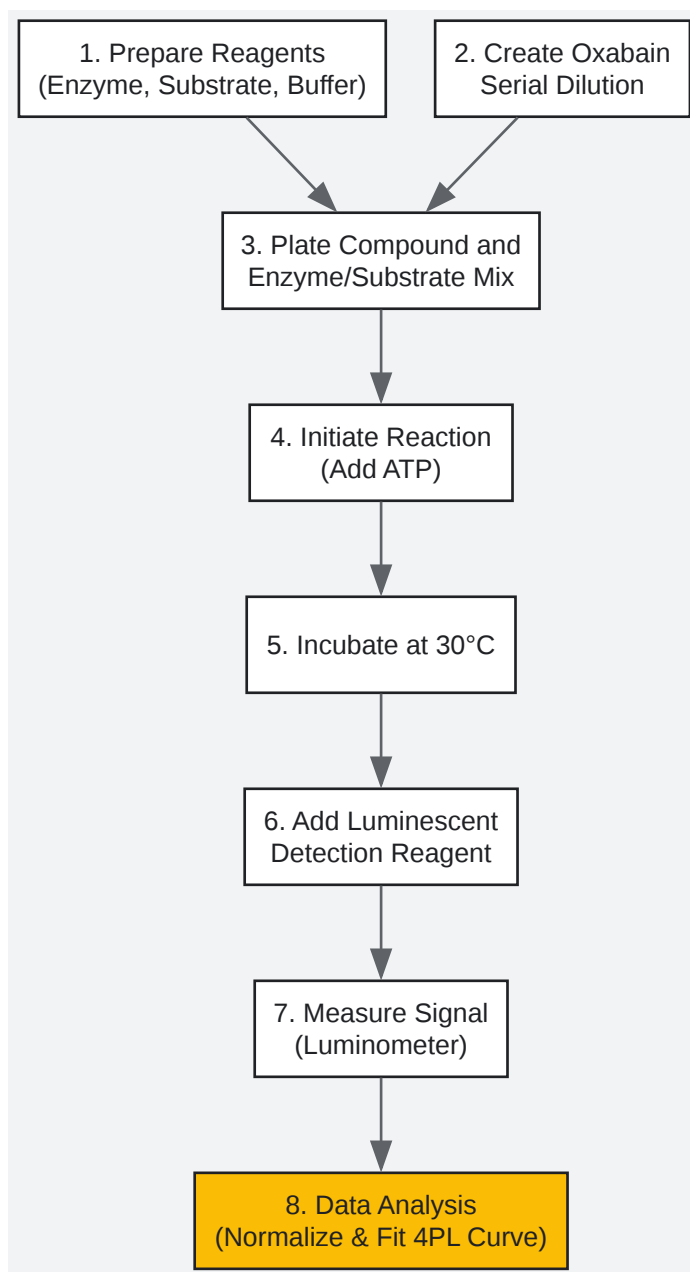 1. Prepare Reagents
(Enzyme, Substrate, Buffer)
2. Create Oxabain
Serial Dilution
3. Plate Compound and
Enzyme/Substrate Mix
4. Initiate Reaction
(Add ATP)
5. Incubate at 30°C
6. Add Luminescent
Detection Reagent
7. Measure Signal
(Luminometer)
8. Data Analysis
(Normalize & Fit 4PL Curve)